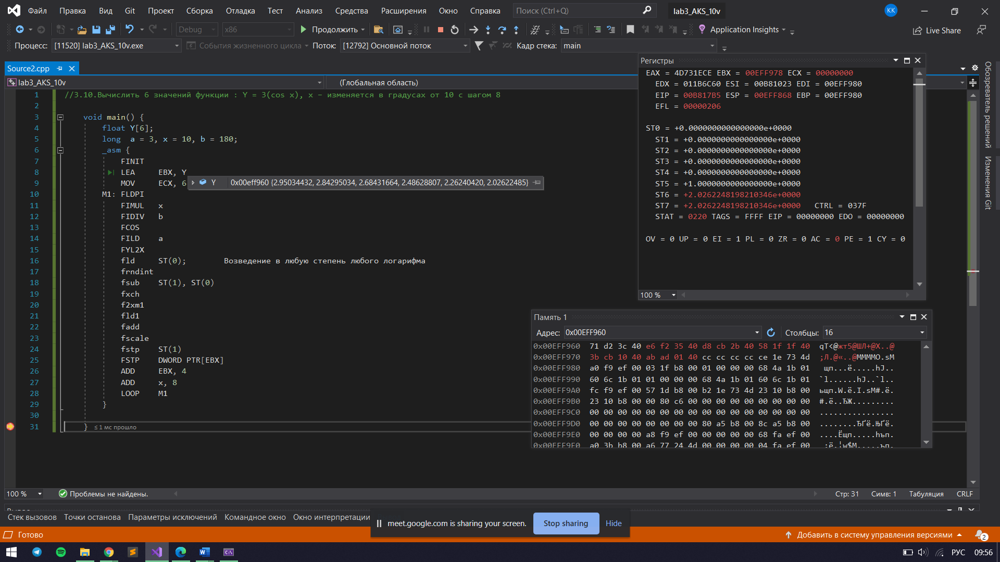 Файл Правка Вид Git Проект Сборка Отладка Тест Анализ Средства Расширения Окно Справка Поиск (Ctrl+Q) lab3_AKS_10v KK
Debug x86 Продолжить Application Insights Live Share
Процесс: [11520] lab3_AKS_10v.exe События жизненного цикла Поток: [12792] Основной поток Кадр стека: main
Source2.cpp
lab3_AKS_10v (Глобальная область)
1 //3.10.Вычислить 6 значений функции : Y = 3(cos x), x – изменяется в градусах от 10 с шагом 8
2
3 void main() {
4 float Y[6];
5 long a = 3, x = 10, b = 180;
6 _asm {
7 FINIT
8 LEA EBX, Y
9 MOV ECX, 6
Y 0x00eff960 {2.95034432, 2.84295034, 2.68431664, 2.48628807, 2.26240420, 2.02622485}
10 M1: FLDPI
11 FIMUL x
12 FIDIV b
13 FCOS
14 FILD a
15 FYL2X
16 fld ST(0); Возведение в любую степень любого логарифма
17 frndint
18 fsub ST(1), ST(0)
19 fxch
20 f2xm1
21 fld1
22 fadd
23 fscale
24 fstp ST(1)
25 FSTP DWORD PTR[EBX]
26 ADD EBX, 4
27 ADD x, 8
28 LOOP M1
29 }
30
31 } ≤ 1 мс прошло
Регистры
EAX = 4D731ECE EBX = 00EFF978 ECX = 00000000
EDX = 011B6C60 ESI = 00B81023 EDI = 00EFF980
EIP = 00B817B5 ESP = 00EFF868 EBP = 00EFF980
EFL = 00000206
ST0 = +0.0000000000000000e+0000
ST1 = +0.0000000000000000e+0000
ST2 = +0.0000000000000000e+0000
ST3 = +0.0000000000000000e+0000
ST4 = +0.0000000000000000e+0000
ST5 = +1.0000000000000000e+0000
ST6 = +2.0262248198210346e+0000
ST7 = +2.0262248198210346e+0000 CTRL = 037F
STAT = 0220 TAGS = FFFF EIP = 00000000 EDO = 00000000
OV = 0 UP = 0 EI = 1 PL = 0 ZR = 0 AC = 0 PE = 1 CY = 0
100 %
Память 1
Адрес: 0x00EFF960 Столбцы: 16
0x00EFF960 71 d2 3c 40 e6 f2 35 40 d8 cb 2b 40 58 1f 1f 40 qТ<@жт5@ШЛ+@X..@
0x00EFF970 3b cb 10 40 ab ad 01 40 cc cc cc cc ce 1e 73 4d ;Л.@«..@ММММО.sM
0x00EFF980 a0 f9 ef 00 03 1f b8 00 01 00 00 00 68 4a 1b 01 щп...ё.....hJ..
0x00EFF990 60 6c 1b 01 01 00 00 00 68 4a 1b 01 60 6c 1b 01 `l......hJ..`l..
0x00EFF9A0 fc f9 ef 00 57 1d b8 00 b2 1e 73 4d 23 10 b8 00 ьщп.W.ё.І.sM#.ё.
0x00EFF9B0 23 10 b8 00 00 80 c6 00 00 00 00 00 00 00 00 00 #.ё..ЂЖ.........
0x00EFF9C0 00 00 00 00 00 00 00 00 00 00 00 00 00 00 00 00 ................
0x00EFF9D0 00 00 00 00 00 00 00 00 80 a5 b8 00 8c a5 b8 00 ........ЂҐё.ЊҐё.
0x00EFF9E0 00 00 00 00 a8 f9 ef 00 00 00 00 00 68 fa ef 00 ....Ёщп.....hъп.
0x00EFF9F0 a0 3b b8 00 a6 77 24 4d 00 00 00 00 04 fa ef 00 ;ё.¦w$M.....ъп.
Обозреватель решений
Изменения Git
100 % Проблемы не найдены. Стр: 31 Симв: 1 Табуляция CRLF
Вывод
Стек вызовов Точки останова Параметры исключений Командное окно Окно интерпретации
meet.google.com is sharing your screen. Stop sharing Hide
Готово Добавить в систему управления версиями 2
РУС 09:56